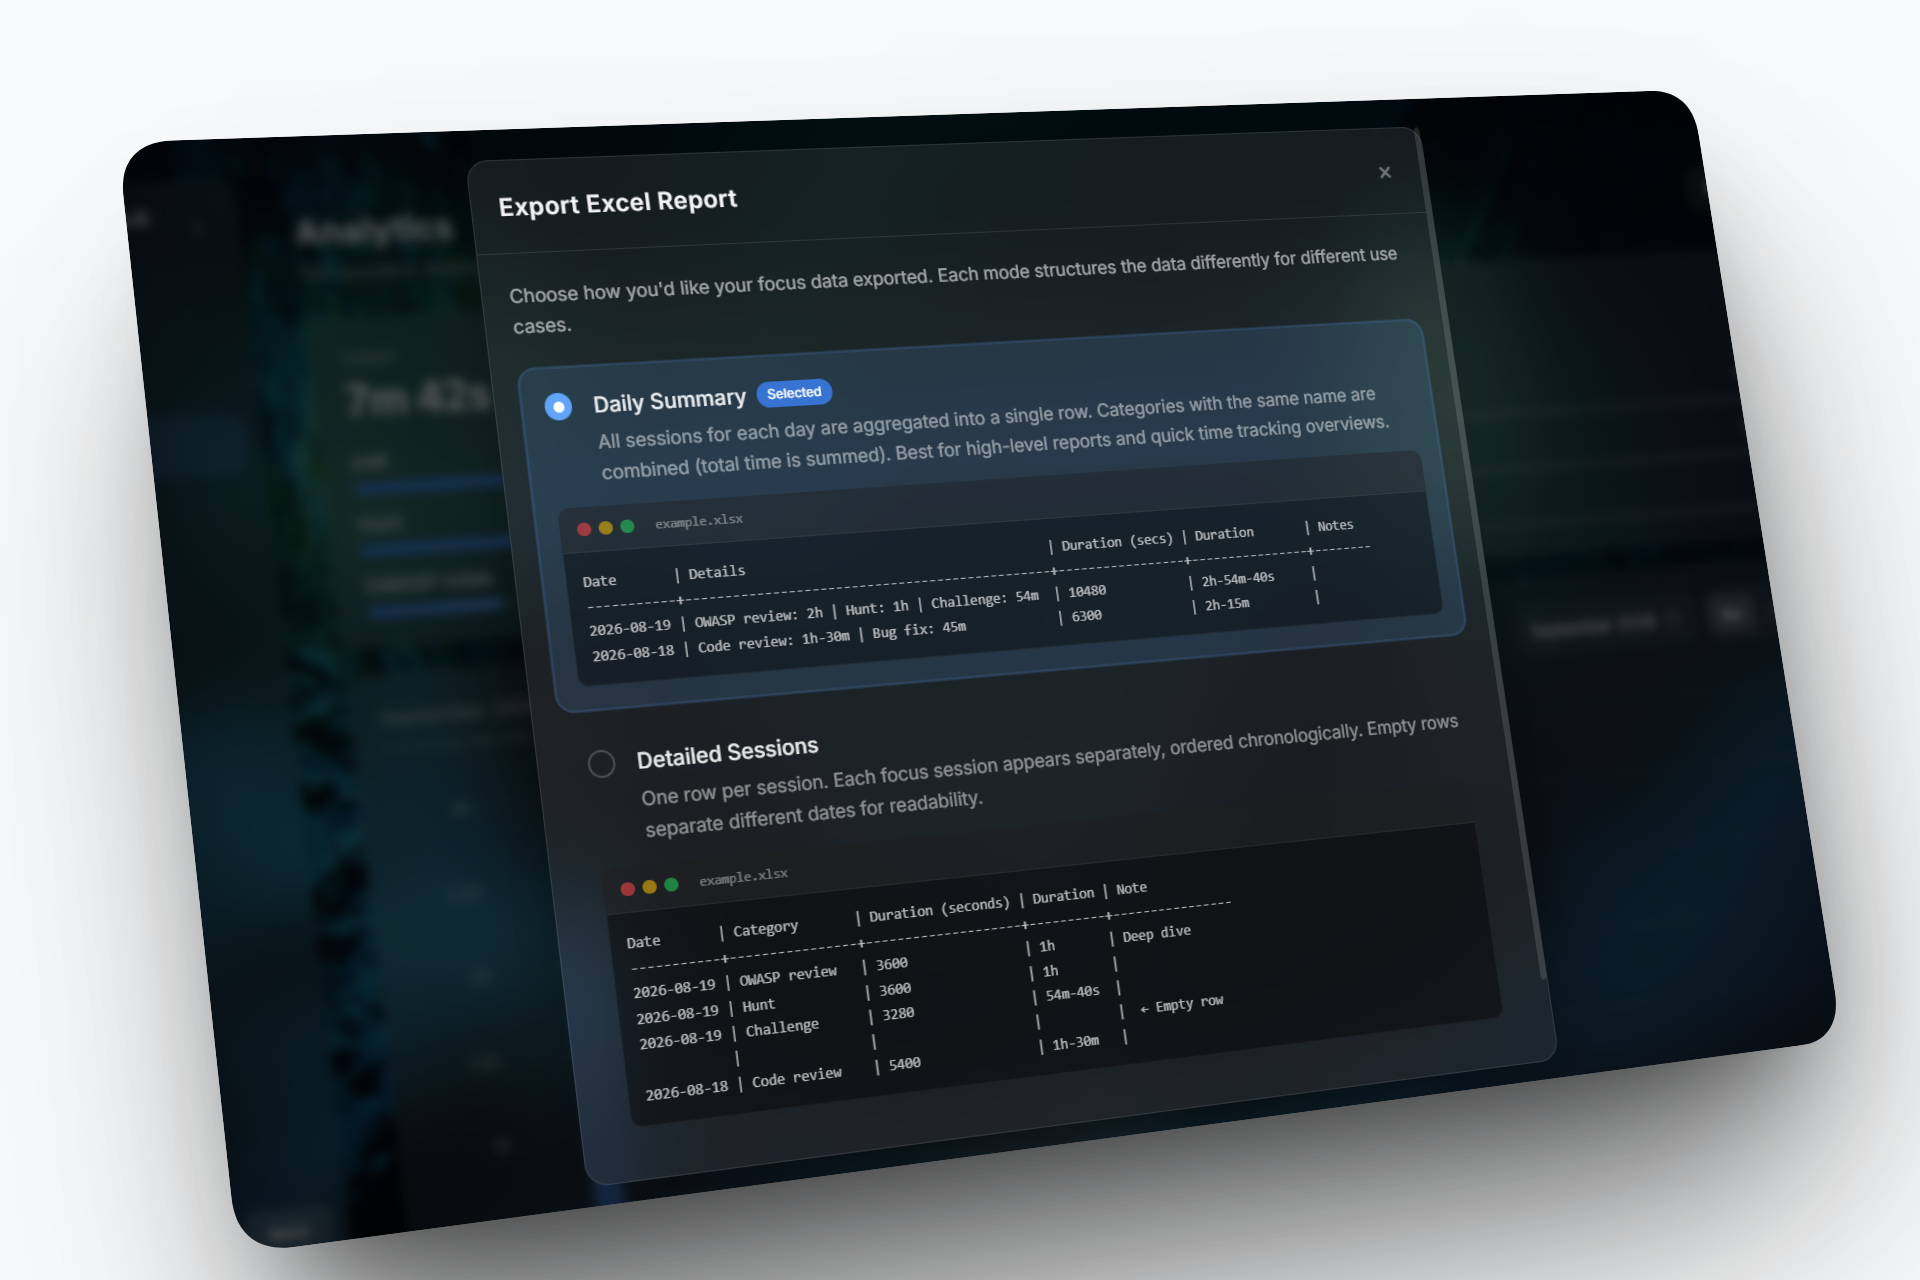 Analytics
7m 42s
Export Excel Report
×
Choose how you'd like your focus data exported. Each mode structures the data differently for different use
cases.
Daily Summary Selected
All sessions for each day are aggregated into a single row. Categories with the same name are
combined (total time is summed). Best for high-level reports and quick time tracking overviews.
example.xlsx
Date | Details | Duration (secs) | Duration | Notes
-----------+--------------------------------------------------+-----------------+----------------+--------
2026-08-19 | OWASP review: 2h | Hunt: 1h | Challenge: 54m | 10480 | 2h-54m-40s |
2026-08-18 | Code review: 1h-30m | Bug fix: 45m | 6300 | 2h-15m |
Detailed Sessions
One row per session. Each focus session appears separately, ordered chronologically. Empty rows
separate different dates for readability.
example.xlsx
Date | Category | Duration (seconds) | Duration | Note
-----------+-----------------+--------------------+----------+----------------
2026-08-19 | OWASP review | 3600 | 1h | Deep dive
2026-08-19 | Hunt | 3600 | 1h |
2026-08-19 | Challenge | 3280 | 54m-40s |
| | | | ← Empty row
2026-08-18 | Code review | 5400 | 1h-30m |